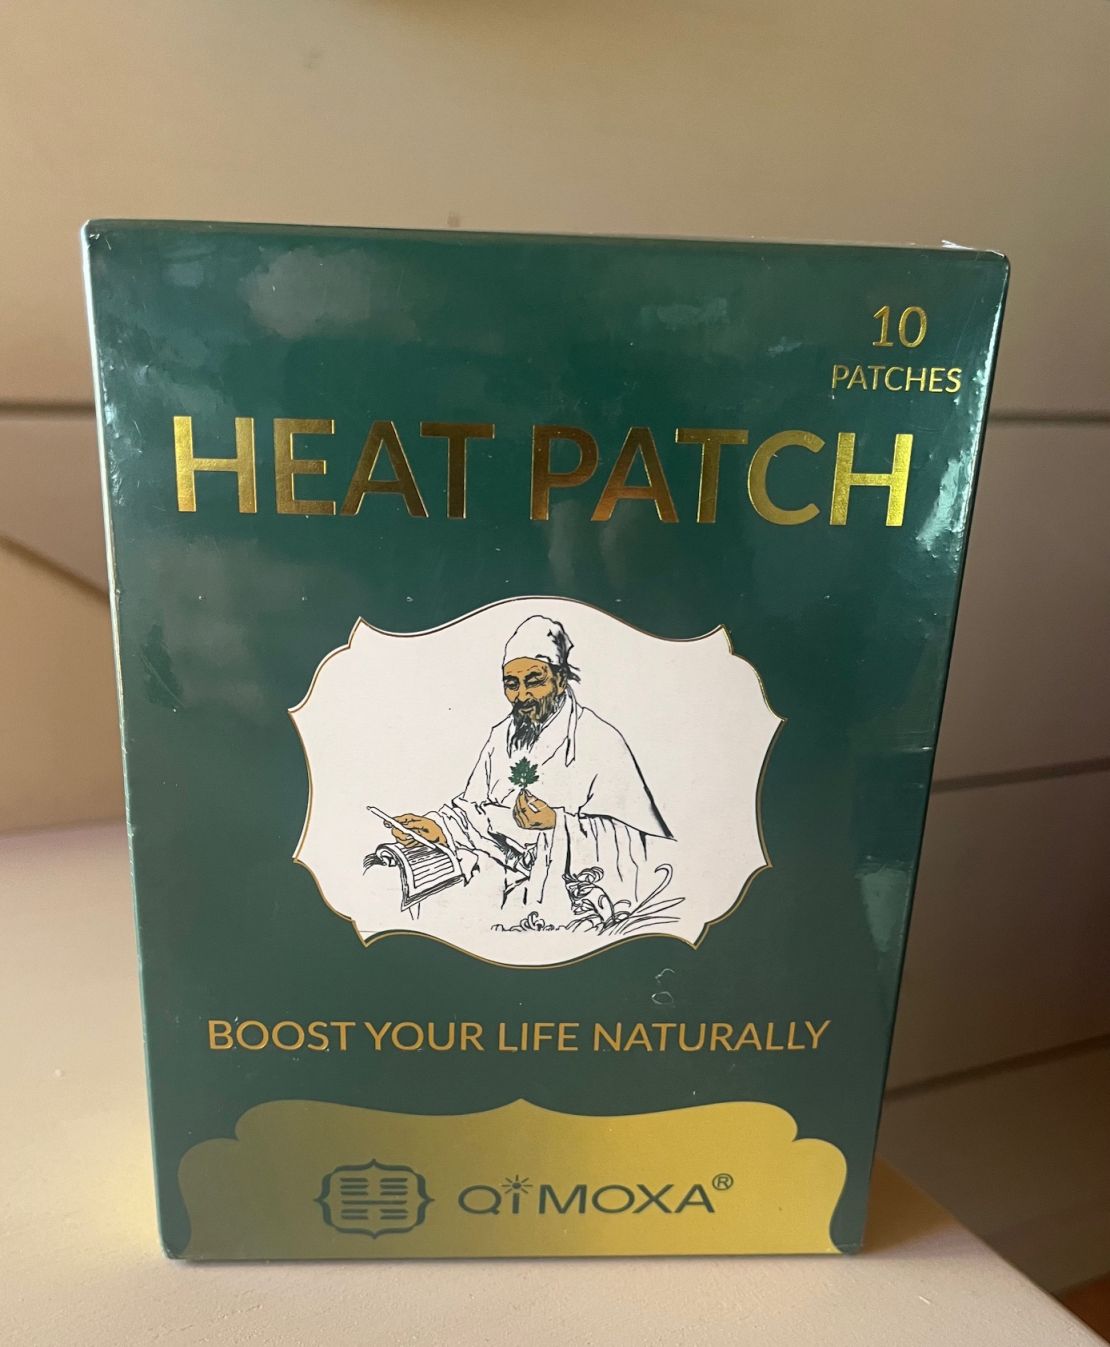 10
PATCHES
HEAT PATCH
BOOST YOUR LIFE NATURALLY
QiMOXA®